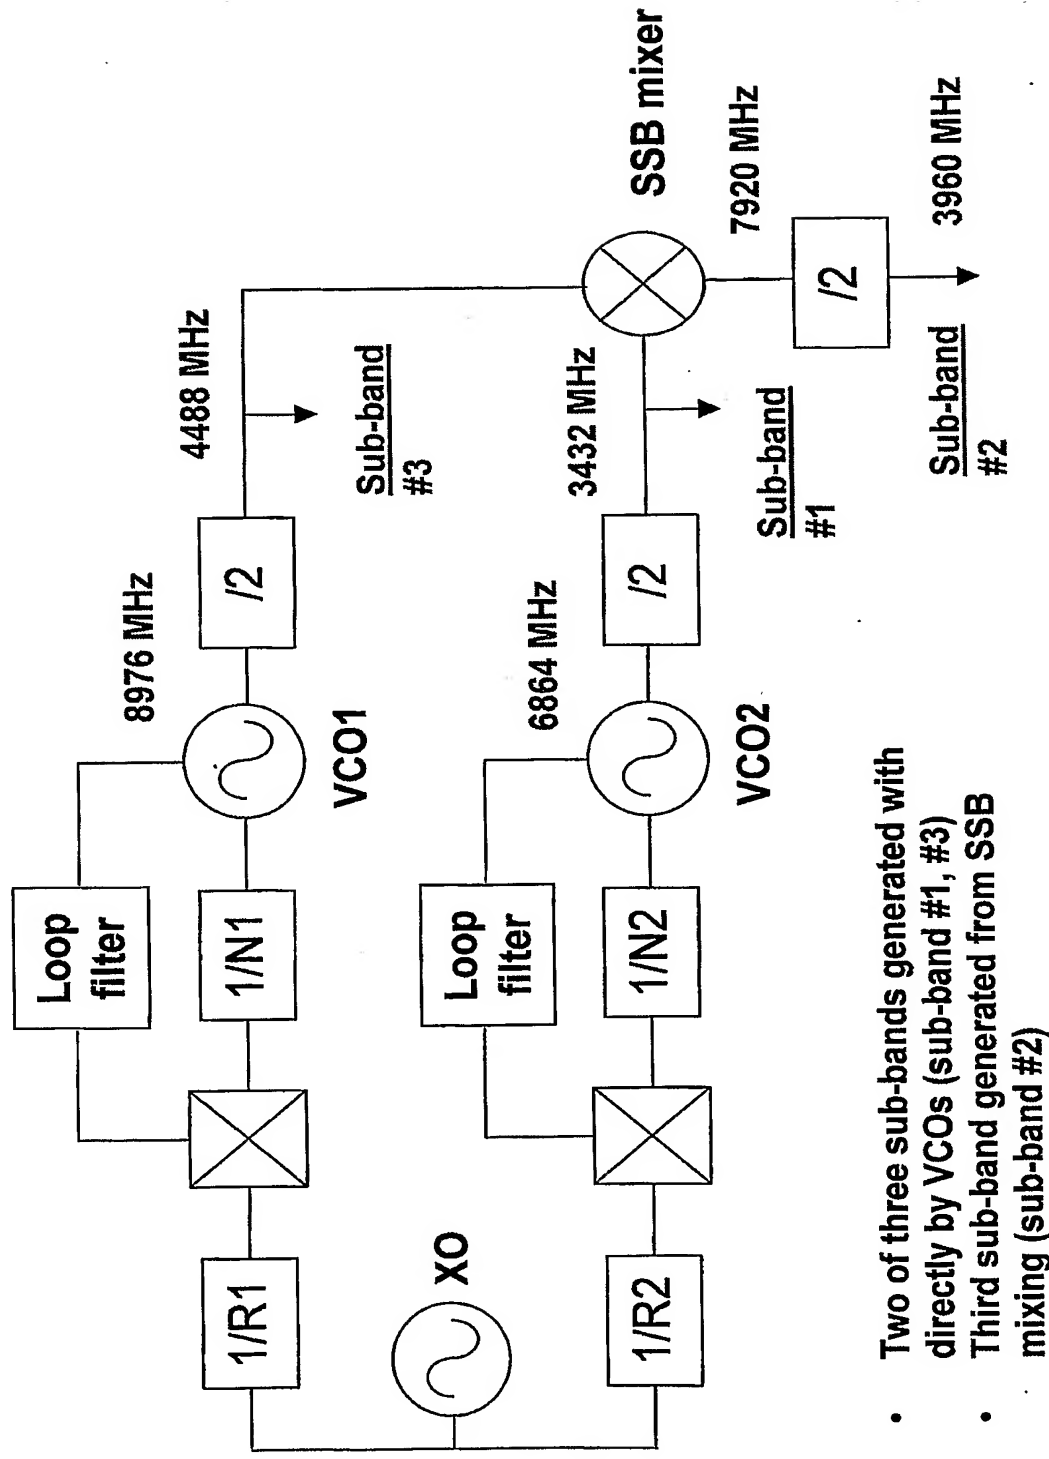 Loop
filter
8976 MHz
4488 MHz
1/R1
1/N1
VCO1
/2
Sub-band
#3
XO
Loop
filter
6864 MHz
3432 MHz
SSB mixer
1/R2
1/N2
VCO2
/2
Sub-band
#1
7920 MHz
/2
Sub-band
#2
3960 MHz
• Two of three sub-bands generated with
directly by VCOs (sub-band #1, #3)
• Third sub-band generated from SSB
mixing (sub-band #2)